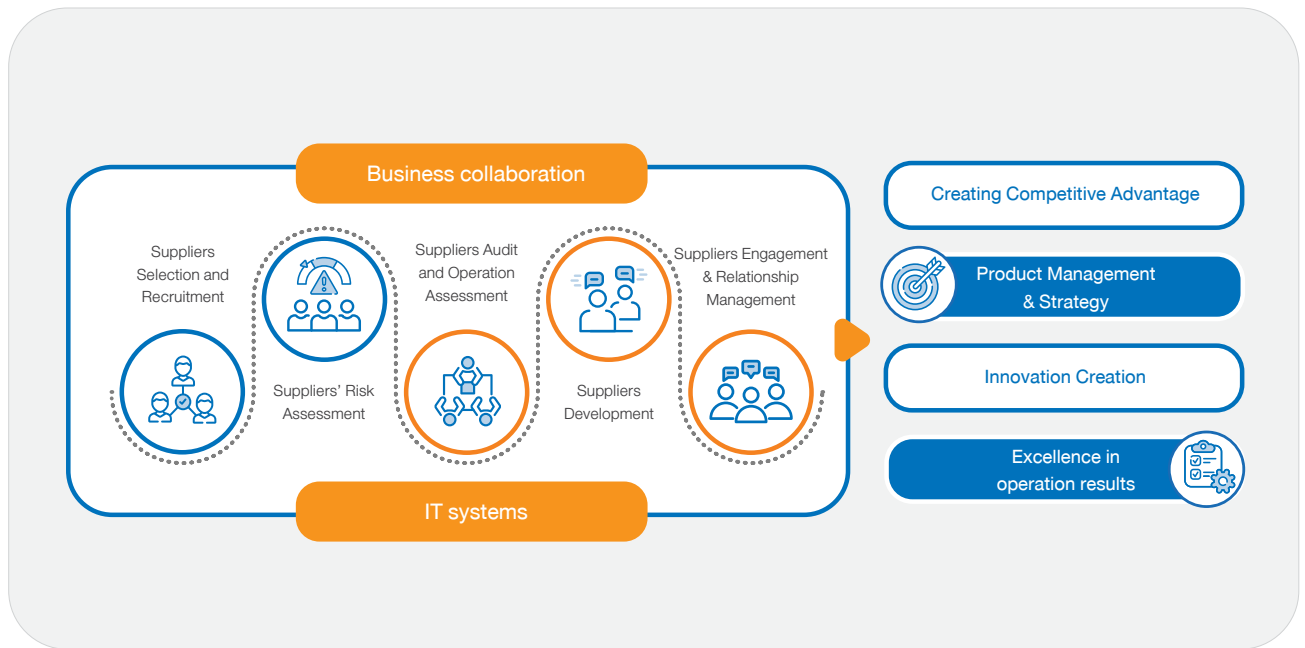 Business collaboration
Suppliers
Selection and
Recruitment
Suppliers' Risk
Assessment
Suppliers Audit
and Operation
Assessment
Suppliers
Development
Suppliers Engagement
& Relationship
Management
IT systems
Creating Competitive Advantage
Product Management
& Strategy
Innovation Creation
Excellence in
operation results